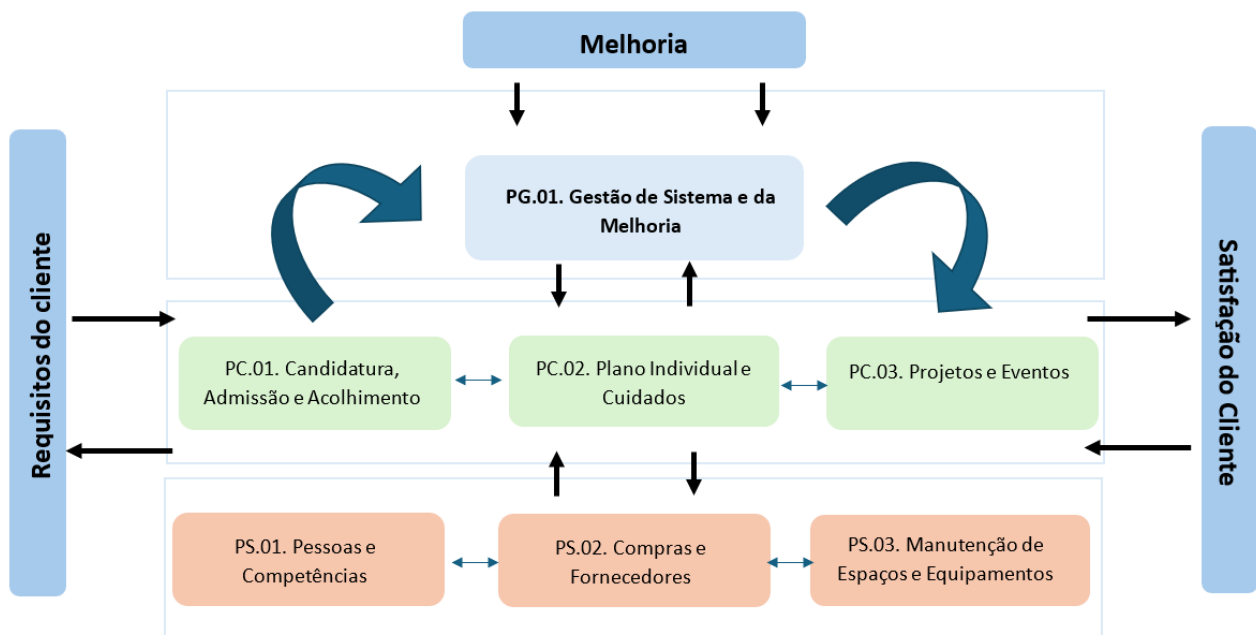 Melhoria
Requisitos do cliente
PG.01. Gestão de Sistema e da
Melhoria
Satisfação do Cliente
PC.01. Candidatura,
Admissão e Acolhimento
PC.02. Plano Individual e
Cuidados
PC.03. Projetos e Eventos
PS.01. Pessoas e
Competências
PS.02. Compras e
Fornecedores
PS.03. Manutenção de
Espaços e Equipamentos